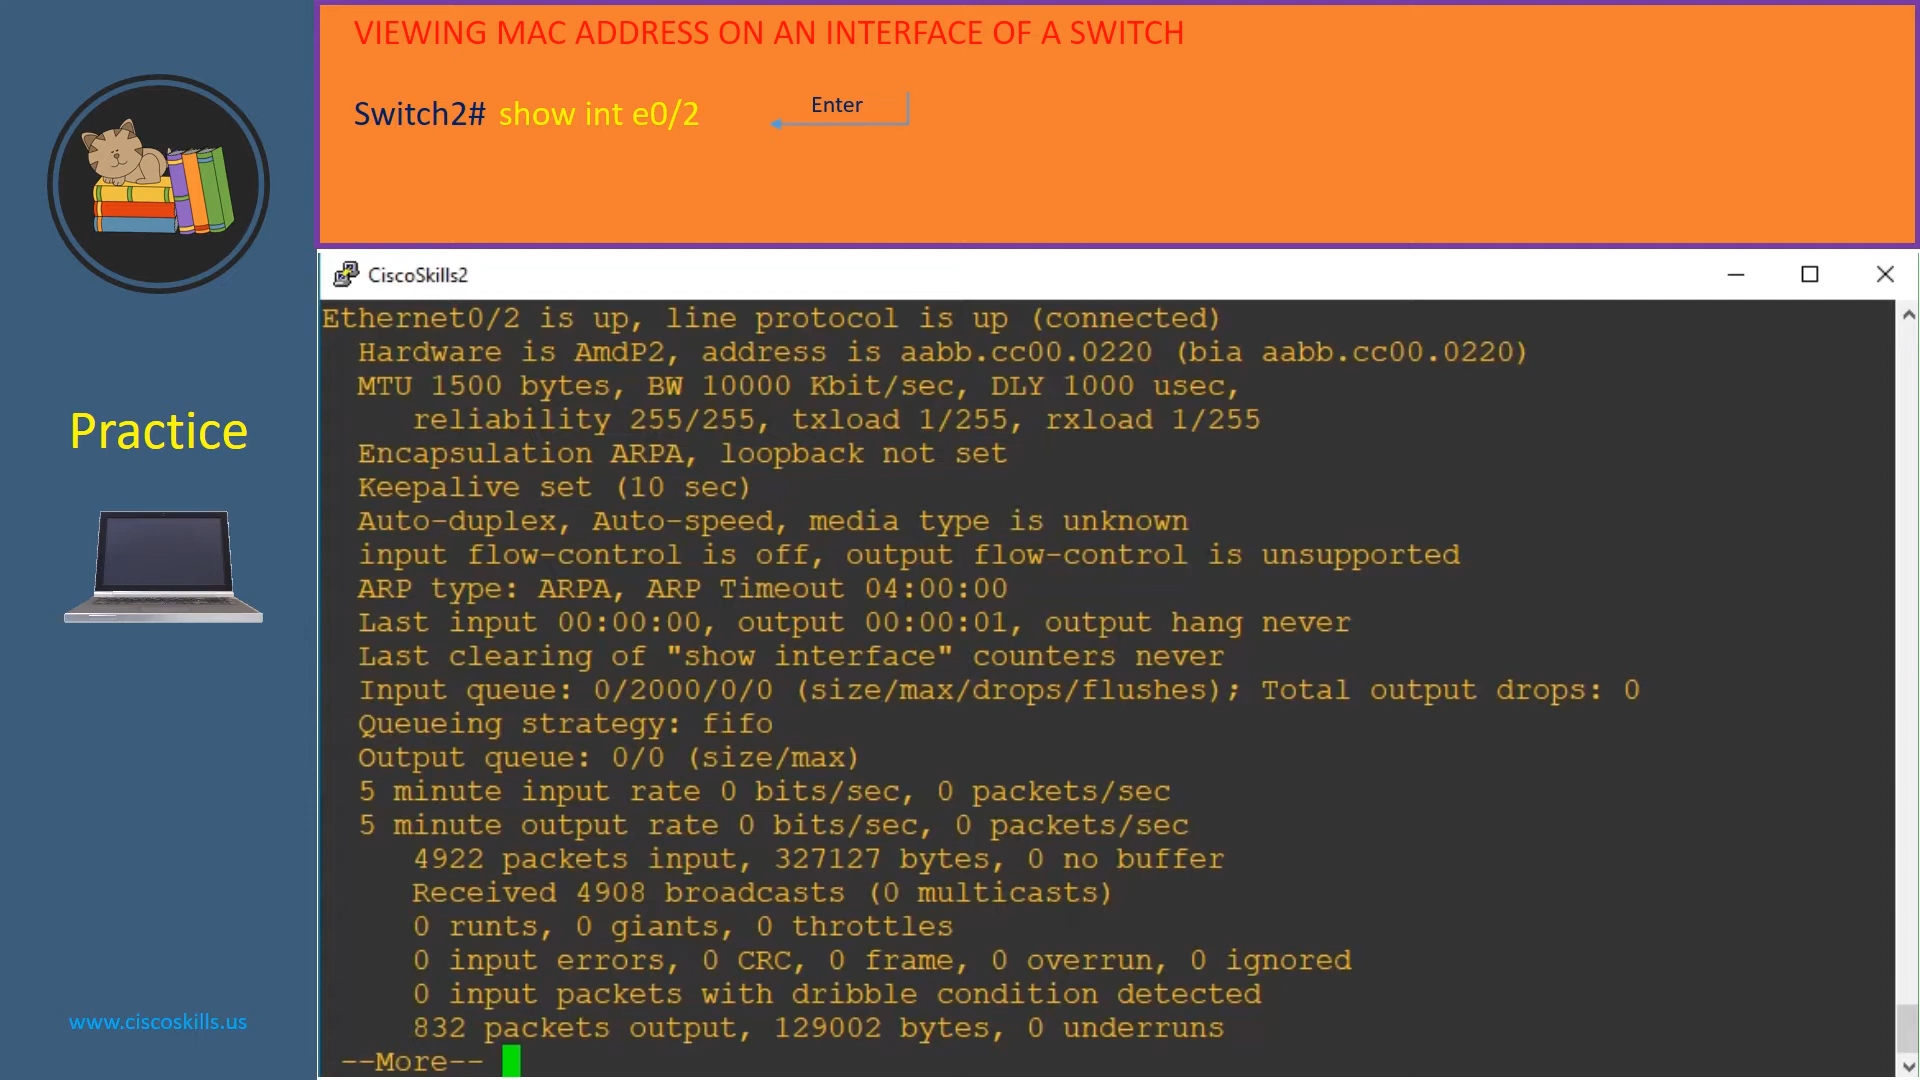 VIEWING MAC ADDRESS ON AN INTERFACE OF A SWITCH
Switch2# show int e0/2
Enter
Practice
www.ciscoskills.us
CiscoSkills2
Ethernet0/2 is up, line protocol is up (connected)
Hardware is AmdP2, address is aabb.cc00.0220 (bia aabb.cc00.0220)
MTU 1500 bytes, BW 10000 Kbit/sec, DLY 1000 usec,
reliability 255/255, txload 1/255, rxload 1/255
Encapsulation ARPA, loopback not set
Keepalive set (10 sec)
Auto-duplex, Auto-speed, media type is unknown
input flow-control is off, output flow-control is unsupported
ARP type: ARPA, ARP Timeout 04:00:00
Last input 00:00:00, output 00:00:01, output hang never
Last clearing of "show interface" counters never
Input queue: 0/2000/0/0 (size/max/drops/flushes); Total output drops: 0
Queueing strategy: fifo
Output queue: 0/0 (size/max)
5 minute input rate 0 bits/sec, 0 packets/sec
5 minute output rate 0 bits/sec, 0 packets/sec
4922 packets input, 327127 bytes, 0 no buffer
Received 4908 broadcasts (0 multicasts)
0 runts, 0 giants, 0 throttles
0 input errors, 0 CRC, 0 frame, 0 overrun, 0 ignored
0 input packets with dribble condition detected
832 packets output, 129002 bytes, 0 underruns
--More--